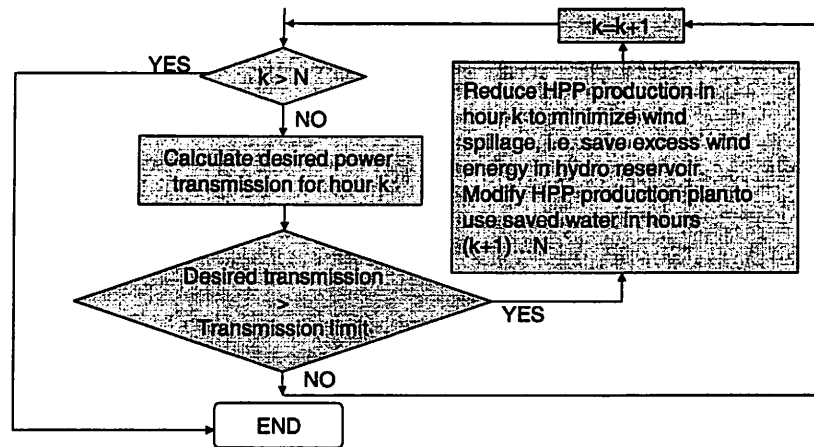 k=k+1
YES
k > N
NO
Calculate desired power
transmission for hour k
Reduce HPP production in
hour k to minimize wind
spillage, i.e. save excess wind
energy in hydro reservoir.
Modify HPP production plan to
use saved water in hours
(k+1)...N
Desired transmission
>
Transmission limit
YES
NO
END